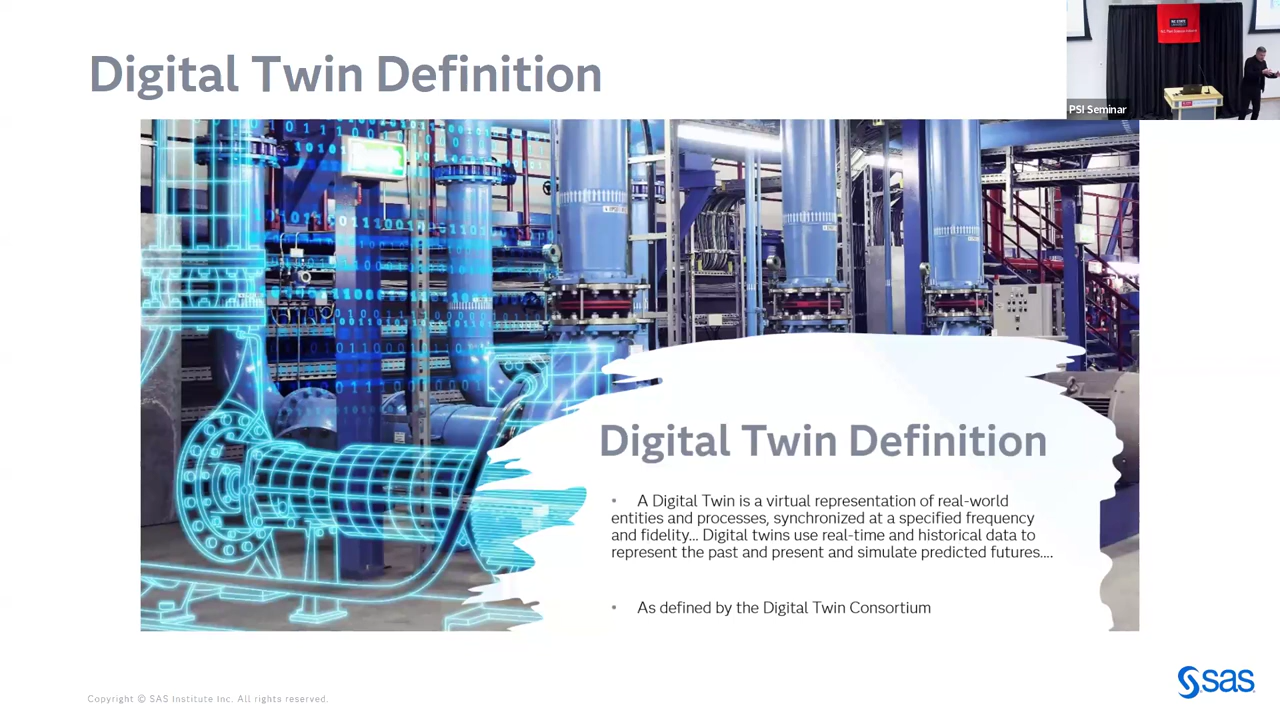 Digital Twin Definition
PSI Seminar
Digital Twin Definition
• A Digital Twin is a virtual representation of real-world
entities and processes, synchronized at a specified frequency
and fidelity... Digital twins use real-time and historical data to
represent the past and present and simulate predicted futures....
• As defined by the Digital Twin Consortium
Copyright © SAS Institute Inc. All rights reserved.
sas